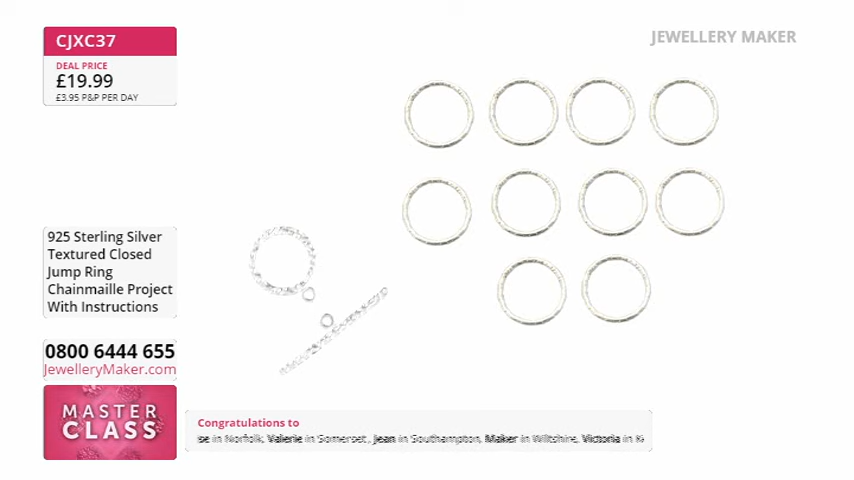 CJXC37
JEWELLERY MAKER
DEAL PRICE
£19.99
£3.95 P&P PER DAY
925 Sterling Silver
Textured Closed
Jump Ring
Chainmaille Project
With Instructions
0800 6444 655
JewelleryMaker.com
MASTER
CLASS
Congratulations to
se in Norfolk, Valerie in Somerset, Jean in Southampton, Maker in Wiltshire, Victoria in